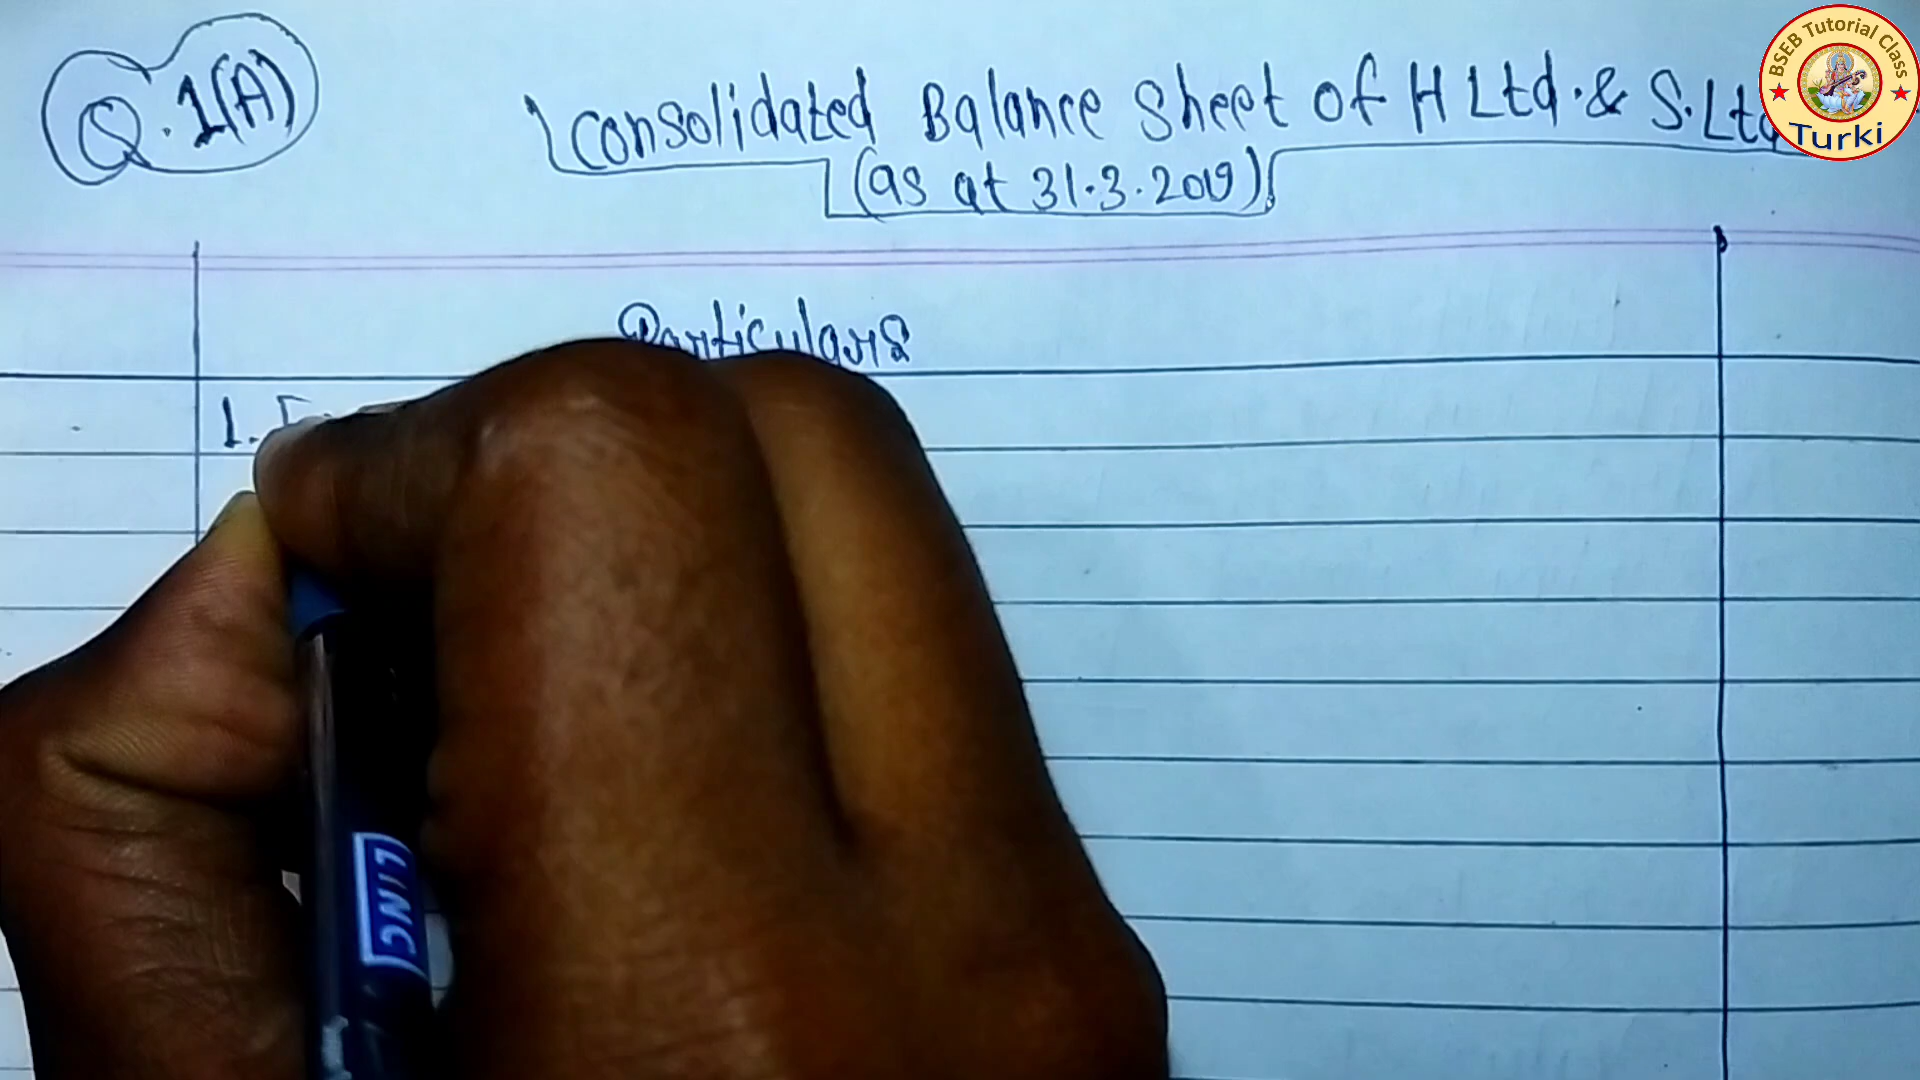 Q.1(A)
Consolidated Balance Sheet Of H Ltd. & S. Ltd
(as at 31.3.2019)
Particulars
1.
LINC
BSEB Tutorial Class
Turki